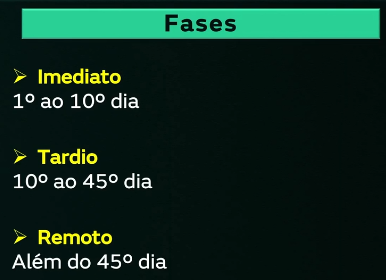 Fases
➢ Imediato
1º ao 10º dia
➢ Tardio
10º ao 45º dia
➢ Remoto
Além do 45º dia